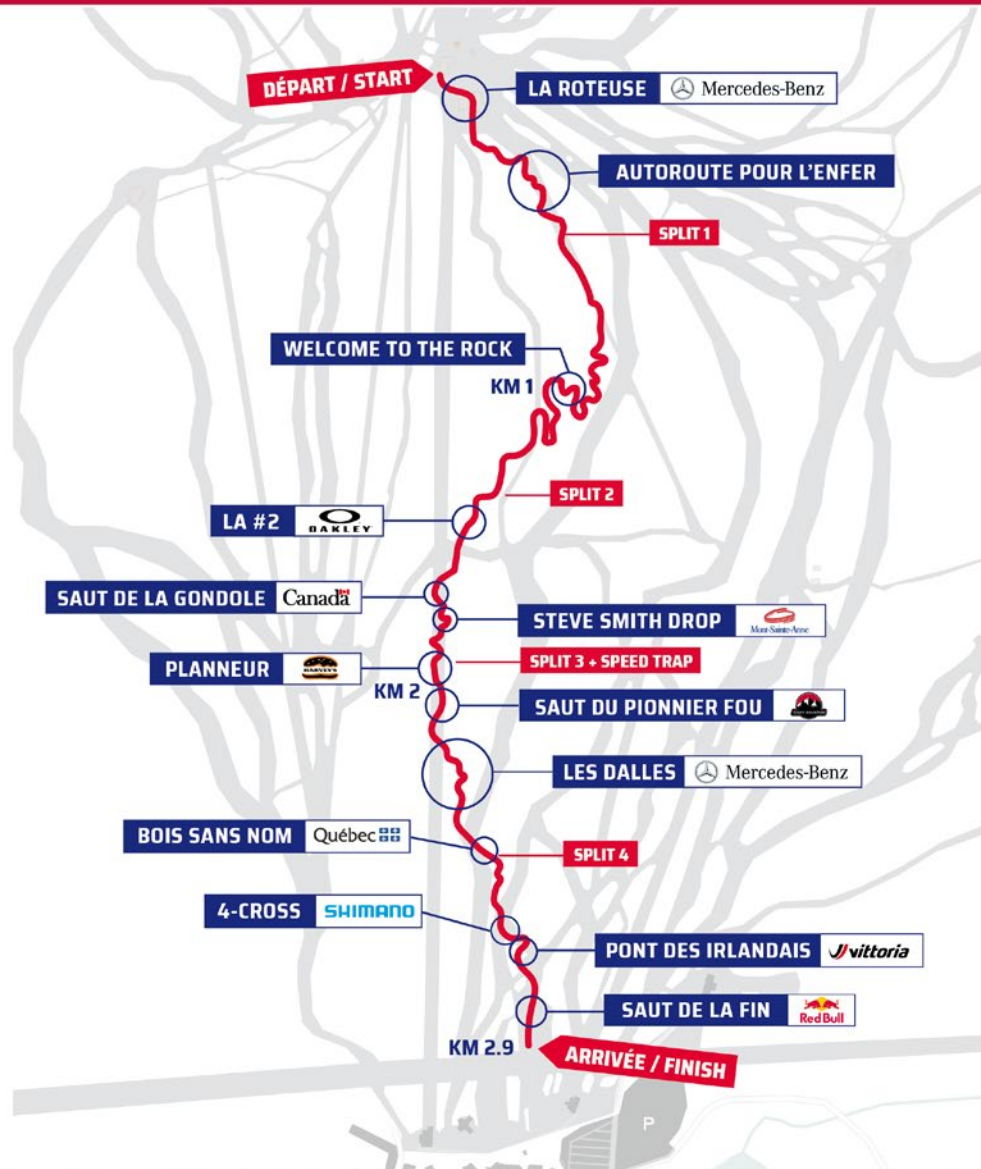 DÉPART / START
LA ROTEUSE Mercedes-Benz
AUTOROUTE POUR L'ENFER
SPLIT 1
WELCOME TO THE ROCK
KM 1
SPLIT 2
LA #2 OAKLEY
SAUT DE LA GONDOLE Canada
STEVE SMITH DROP Mont-Sainte-Anne
PLANNEUR HARVEY'S
SPLIT 3 + SPEED TRAP
KM 2
SAUT DU PIONNIER FOU
LES DALLES Mercedes-Benz
BOIS SANS NOM Québec
SPLIT 4
4-CROSS SHIMANO
PONT DES IRLANDAIS vittoria
SAUT DE LA FIN Red Bull
KM 2.9
ARRIVÉE / FINISH
P